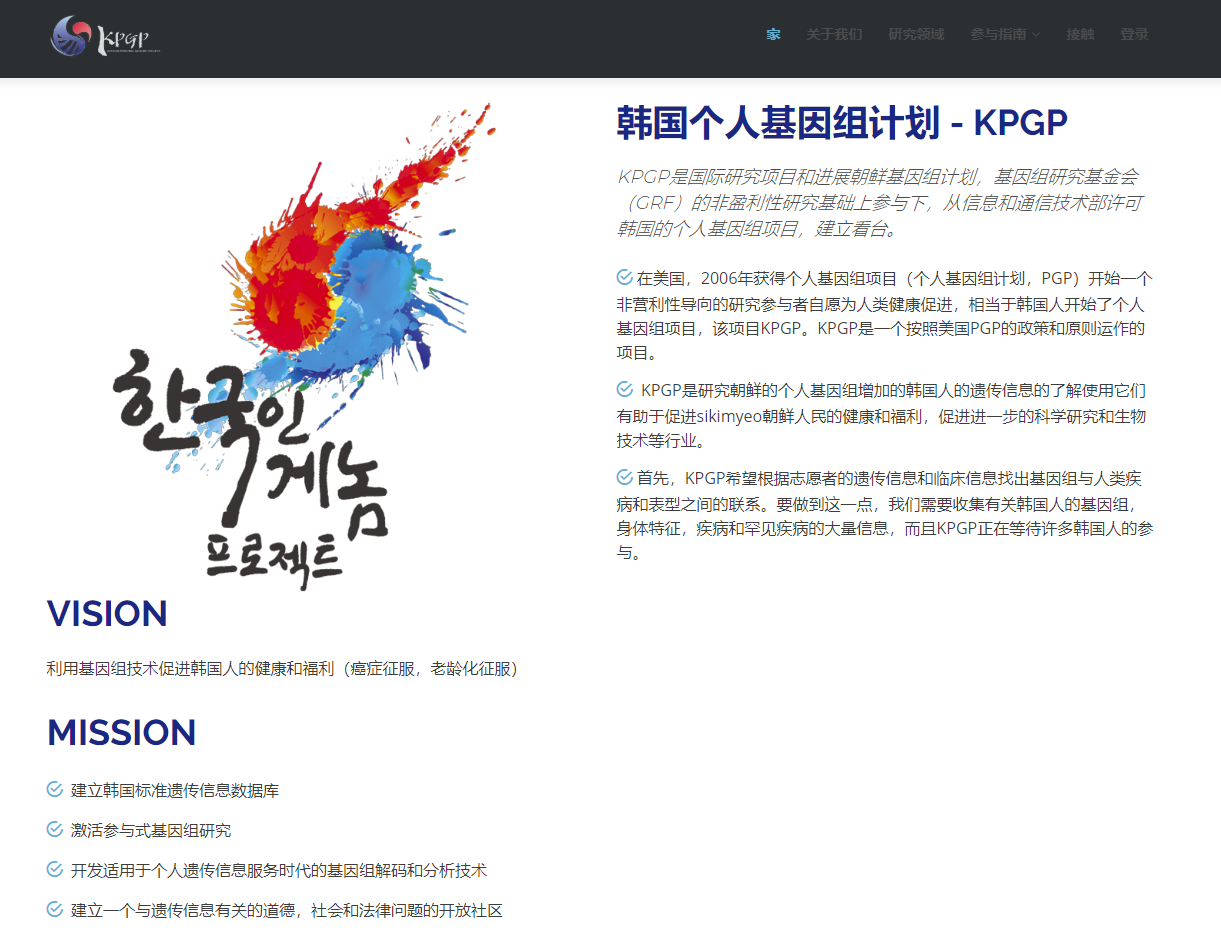 KPGP
家 关于我们 研究领域 参与指南 接触 登录
韩国个人基因组计划 - KPGP
KPGP是国际研究项目和进展朝鲜基因组计划，基因组研究基金会
（GRF）的非盈利性研究基础上参与下，从信息和通信技术部许可
韩国的个人基因组项目，建立看台。
在美国，2006年获得个人基因组项目（个人基因组计划，PGP）开始一个
非营利性导向的研究参与者自愿为人类健康促进，相当于韩国人开始了个人
基因组项目，该项目KPGP。KPGP是一个按照美国PGP的政策和原则运作的
项目。
KPGP是研究朝鲜的个人基因组增加的韩国人的遗传信息的了解使用它们
有助于促进sikimyeo朝鲜人民的健康和福利，促进进一步的科学研究和生物
技术等行业。
首先，KPGP希望根据志愿者的遗传信息和临床信息找出基因组与人类疾
病和表型之间的联系。要做到这一点，我们需要收集有关韩国人的基因组，
身体特征，疾病和罕见疾病的大量信息，而且KPGP正在等待许多韩国人的参
与。
한국인
게놈
프로젝트
VISION
利用基因组技术促进韩国人的健康和福利（癌症征服，老龄化征服）
MISSION
建立韩国标准遗传信息数据库
激活参与式基因组研究
开发适用于个人遗传信息服务时代的基因组解码和分析技术
建立一个与遗传信息有关的道德，社会和法律问题的开放社区